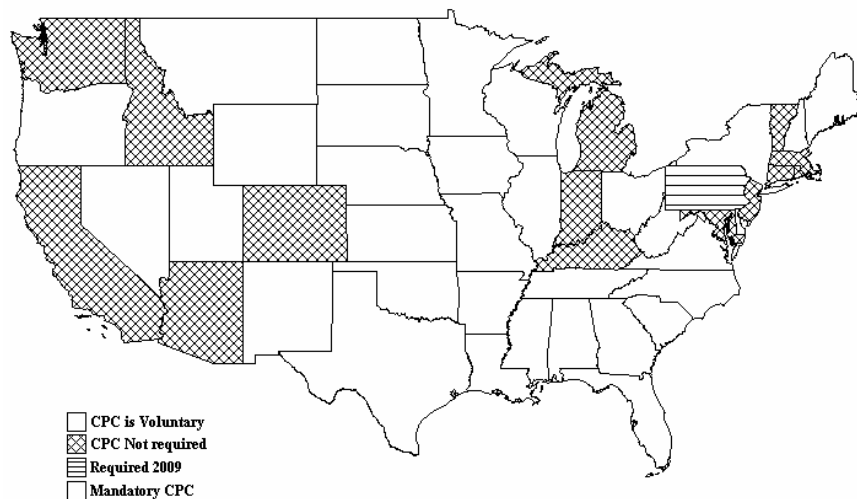 CPC is Voluntary
CPC Not required
Required 2009
Mandatory CPC